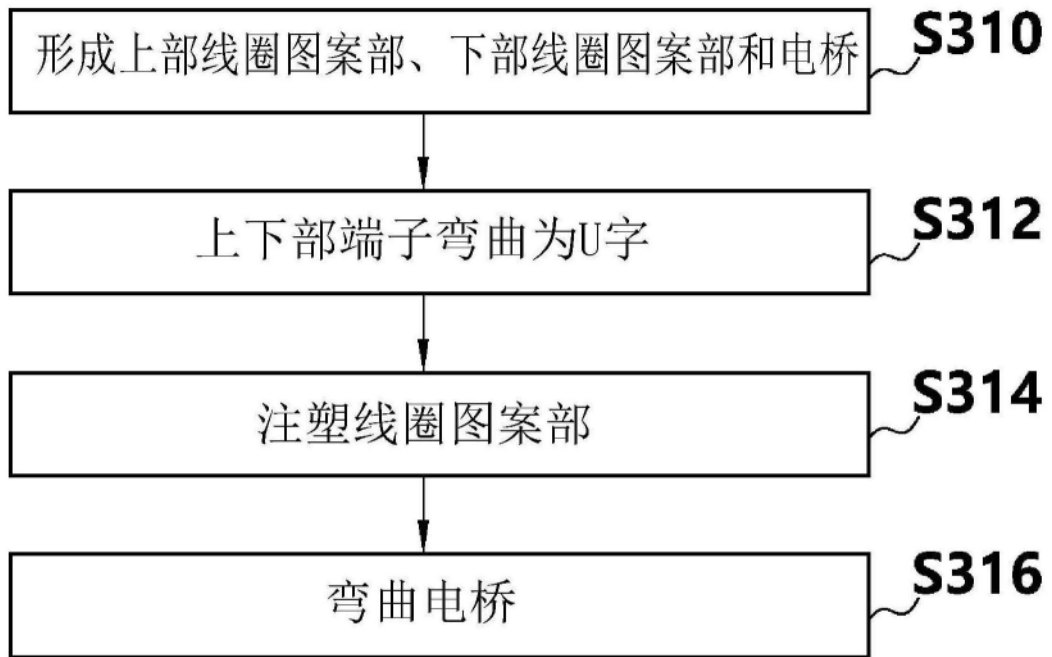 形成上部线圈图案部、下部线圈图案部和电桥
S310
上下部端子弯曲为U字
S312
注塑线圈图案部
S314
弯曲电桥
S316